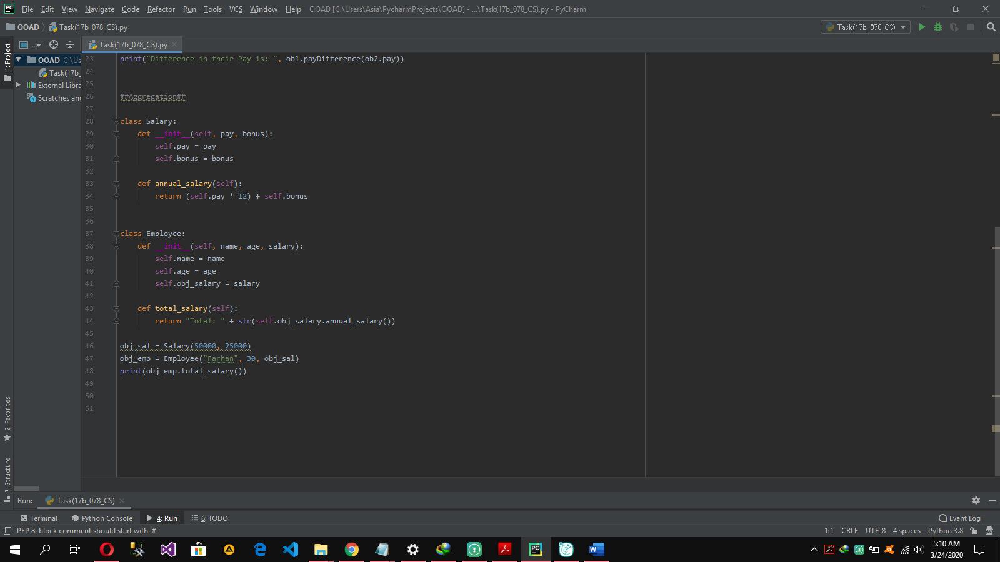 File Edit View Navigate Code Refactor Run Tools VCS Window Help OOAD [C:\Users\Asia\PycharmProjects\OOAD] - ...\Task(17b_078_CS).py - PyCharm
OOAD Task(17b_078_CS).py Task(17b_078_CS)
1: Project
... Task(17b_078_CS).py
OOAD C:\Us
Task(17b_
External Libra
Scratches and
23 print("Difference in their Pay is: ", ob1.payDifference(ob2.pay))
24
25
26 ##Aggregation##
27
28 class Salary:
29 def __init__(self, pay, bonus):
30 self.pay = pay
31 self.bonus = bonus
32
33 def annual_salary(self):
34 return (self.pay * 12) + self.bonus
35
36
37 class Employee:
38 def __init__(self, name, age, salary):
39 self.name = name
40 self.age = age
41 self.obj_salary = salary
42
43 def total_salary(self):
44 return "Total: " + str(self.obj_salary.annual_salary())
45
46 obj_sal = Salary(50000, 25000)
47 obj_emp = Employee("Farhan", 30, obj_sal)
48 print(obj_emp.total_salary())
49
50
51
2: Favorites
7: Structure
Run: Task(17b_078_CS)
Terminal Python Console 4: Run 6: TODO Event Log
PEP 8: block comment should start with '# ' 1:1 CRLF UTF-8 4 spaces Python 3.8
5:10 AM
3/24/2020